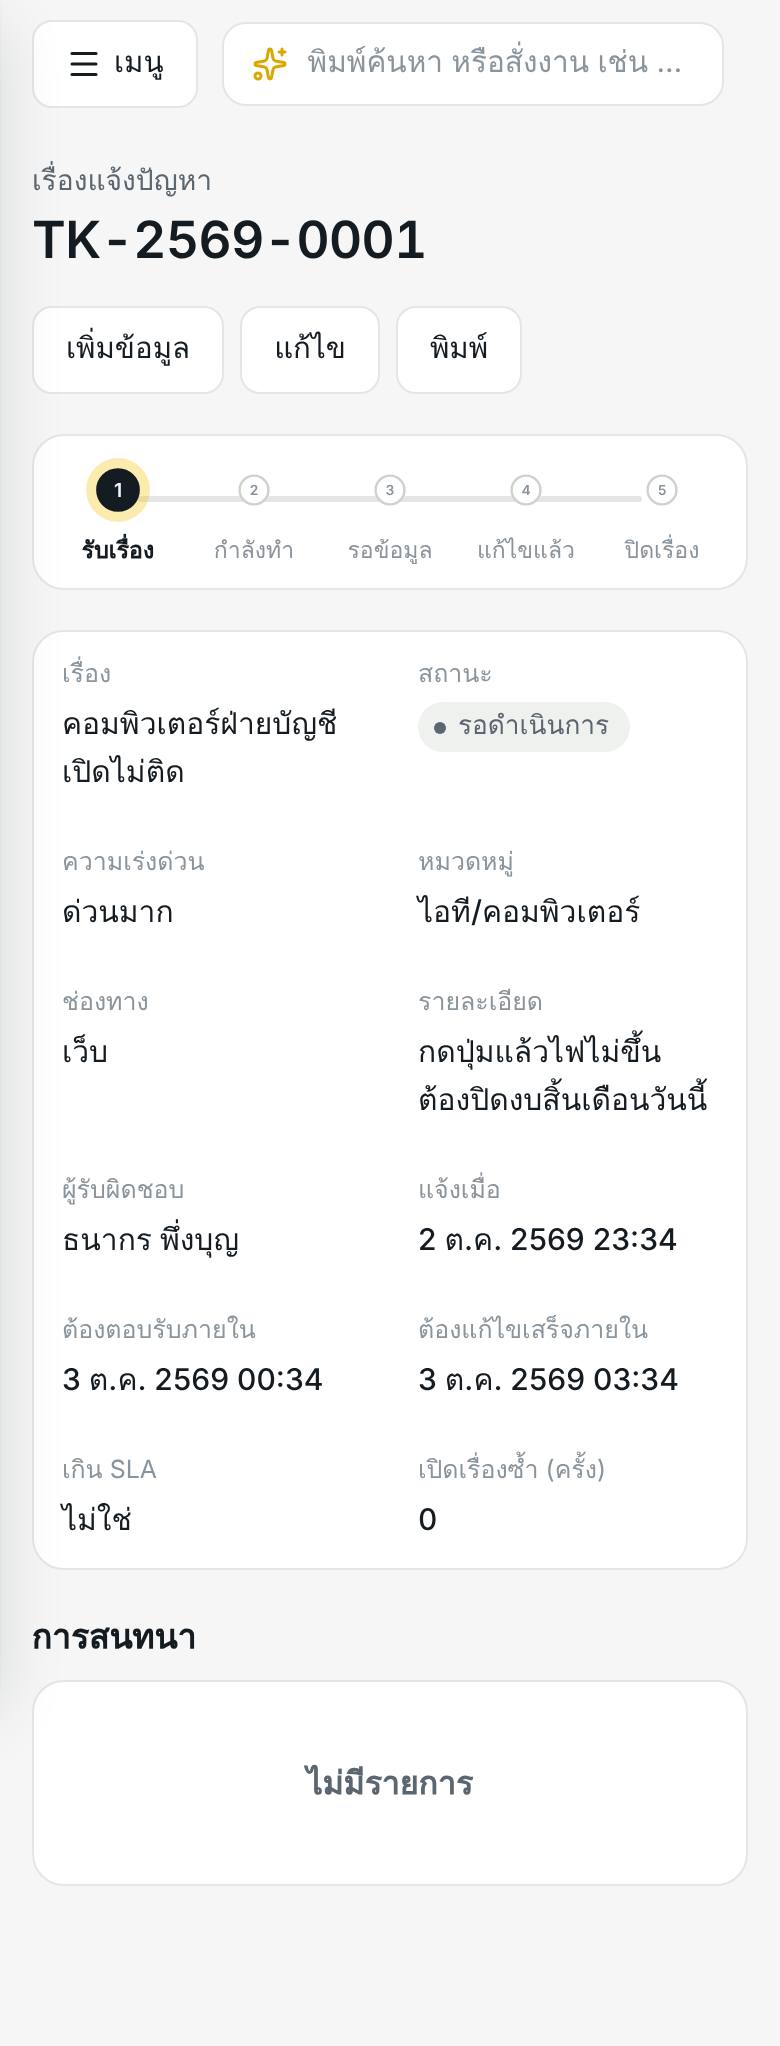 เมนู
พิมพ์ค้นหา หรือสั่งงาน เช่น ...
เรื่องแจ้งปัญหา
TK-2569-0001
เพิ่มข้อมูล
แก้ไข
พิมพ์
1
2
3
4
5
รับเรื่อง
กำลังทำ
รอข้อมูล
แก้ไขแล้ว
ปิดเรื่อง
เรื่อง
คอมพิวเตอร์ฝ่ายบัญชี
เปิดไม่ติด
สถานะ
รอดำเนินการ
ความเร่งด่วน
ด่วนมาก
หมวดหมู่
ไอที/คอมพิวเตอร์
ช่องทาง
เว็บ
รายละเอียด
กดปุ่มแล้วไฟไม่ขึ้น
ต้องปิดงบสิ้นเดือนวันนี้
ผู้รับผิดชอบ
ธนากร พึ่งบุญ
แจ้งเมื่อ
2 ต.ค. 2569 23:34
ต้องตอบรับภายใน
3 ต.ค. 2569 00:34
ต้องแก้ไขเสร็จภายใน
3 ต.ค. 2569 03:34
เกิน SLA
ไม่ใช่
เปิดเรื่องซ้ำ (ครั้ง)
0
การสนทนา
ไม่มีรายการ